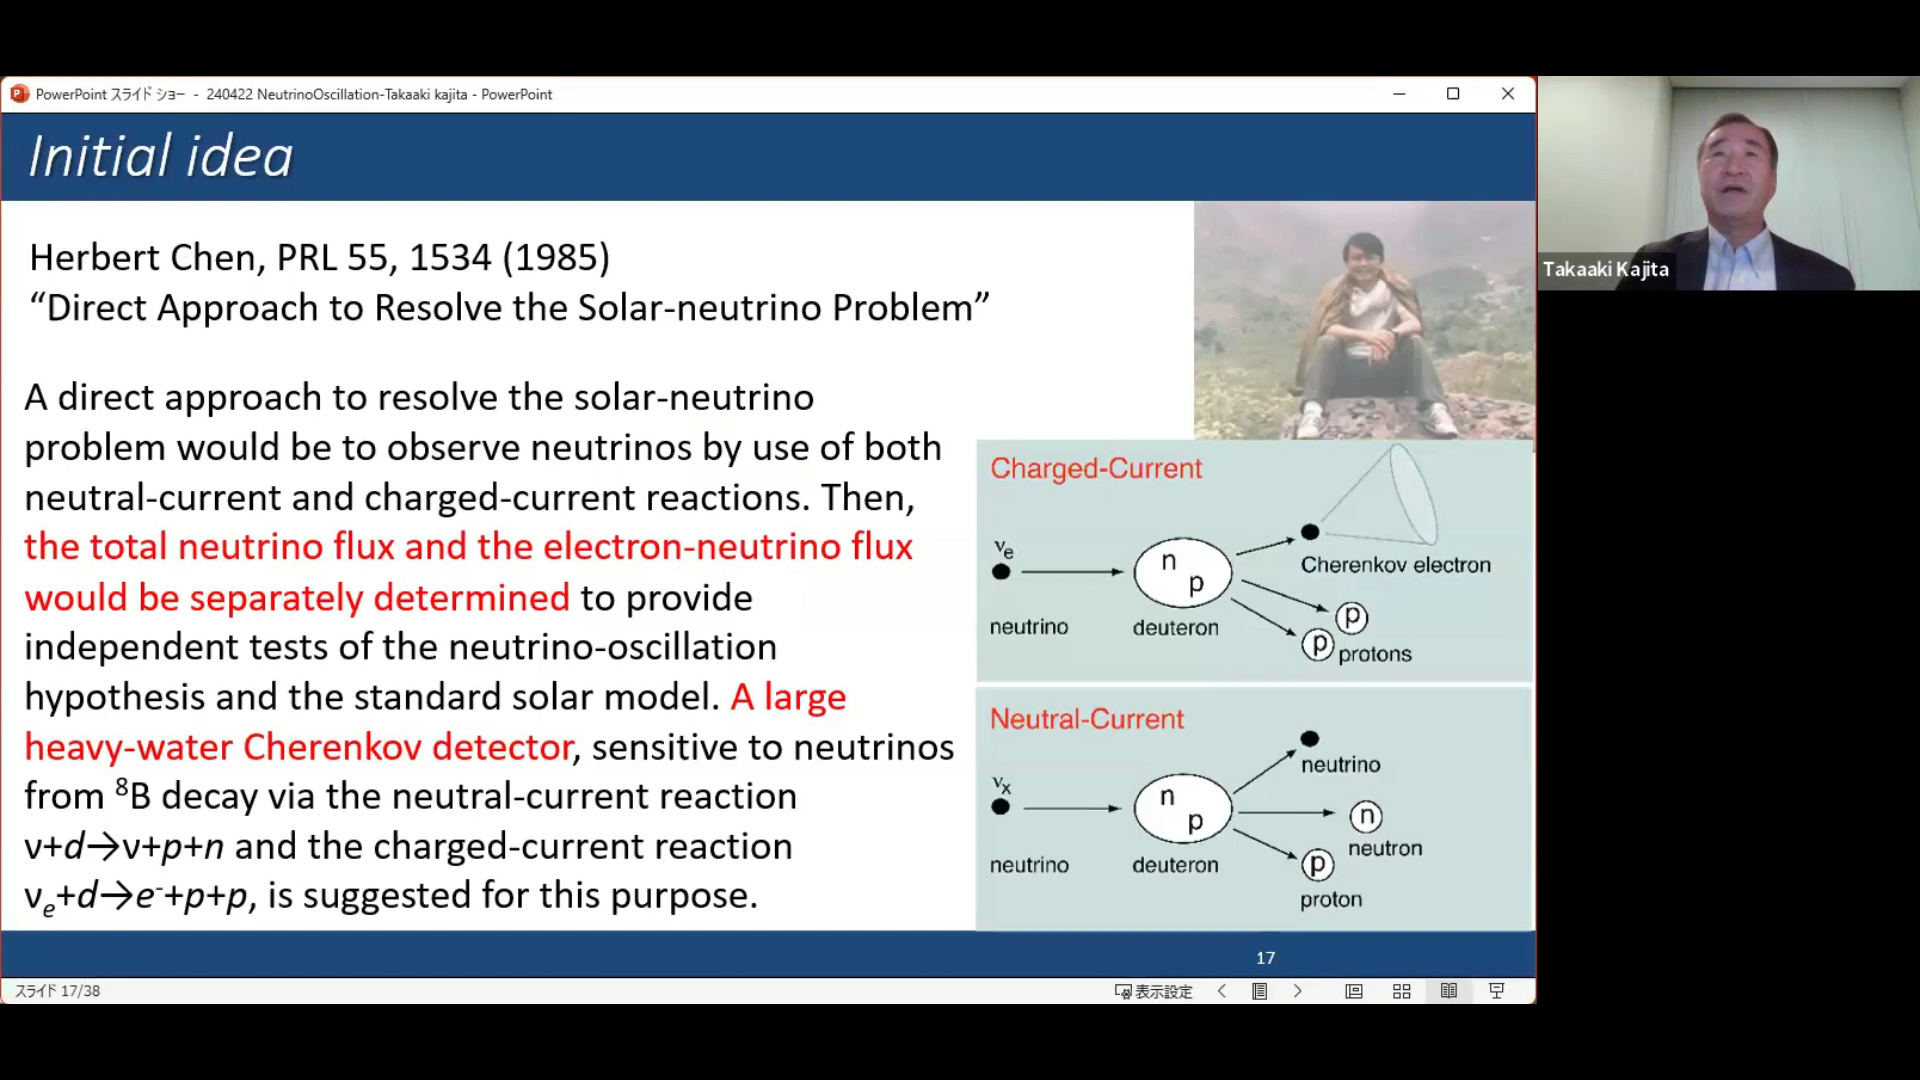 PowerPoint スライド ショー - 240422 NeutrinoOscillation-Takaaki kajita - PowerPoint
Initial idea
Herbert Chen, PRL 55, 1534 (1985)
“Direct Approach to Resolve the Solar-neutrino Problem”
A direct approach to resolve the solar-neutrino
problem would be to observe neutrinos by use of both
neutral-current and charged-current reactions. Then,
the total neutrino flux and the electron-neutrino flux
would be separately determined to provide
independent tests of the neutrino-oscillation
hypothesis and the standard solar model. A large
heavy-water Cherenkov detector, sensitive to neutrinos
from ⁸B decay via the neutral-current reaction
ν+d→ν+p+n and the charged-current reaction
νₑ+d→e⁻+p+p, is suggested for this purpose.
Charged-Current
νₑ
n
p
Cherenkov electron
p
p
protons
neutrino
deuteron
Neutral-Current
νₓ
n
p
neutrino
n
neutron
p
proton
neutrino
deuteron
17
スライド 17/38
表示設定
Takaaki Kajita